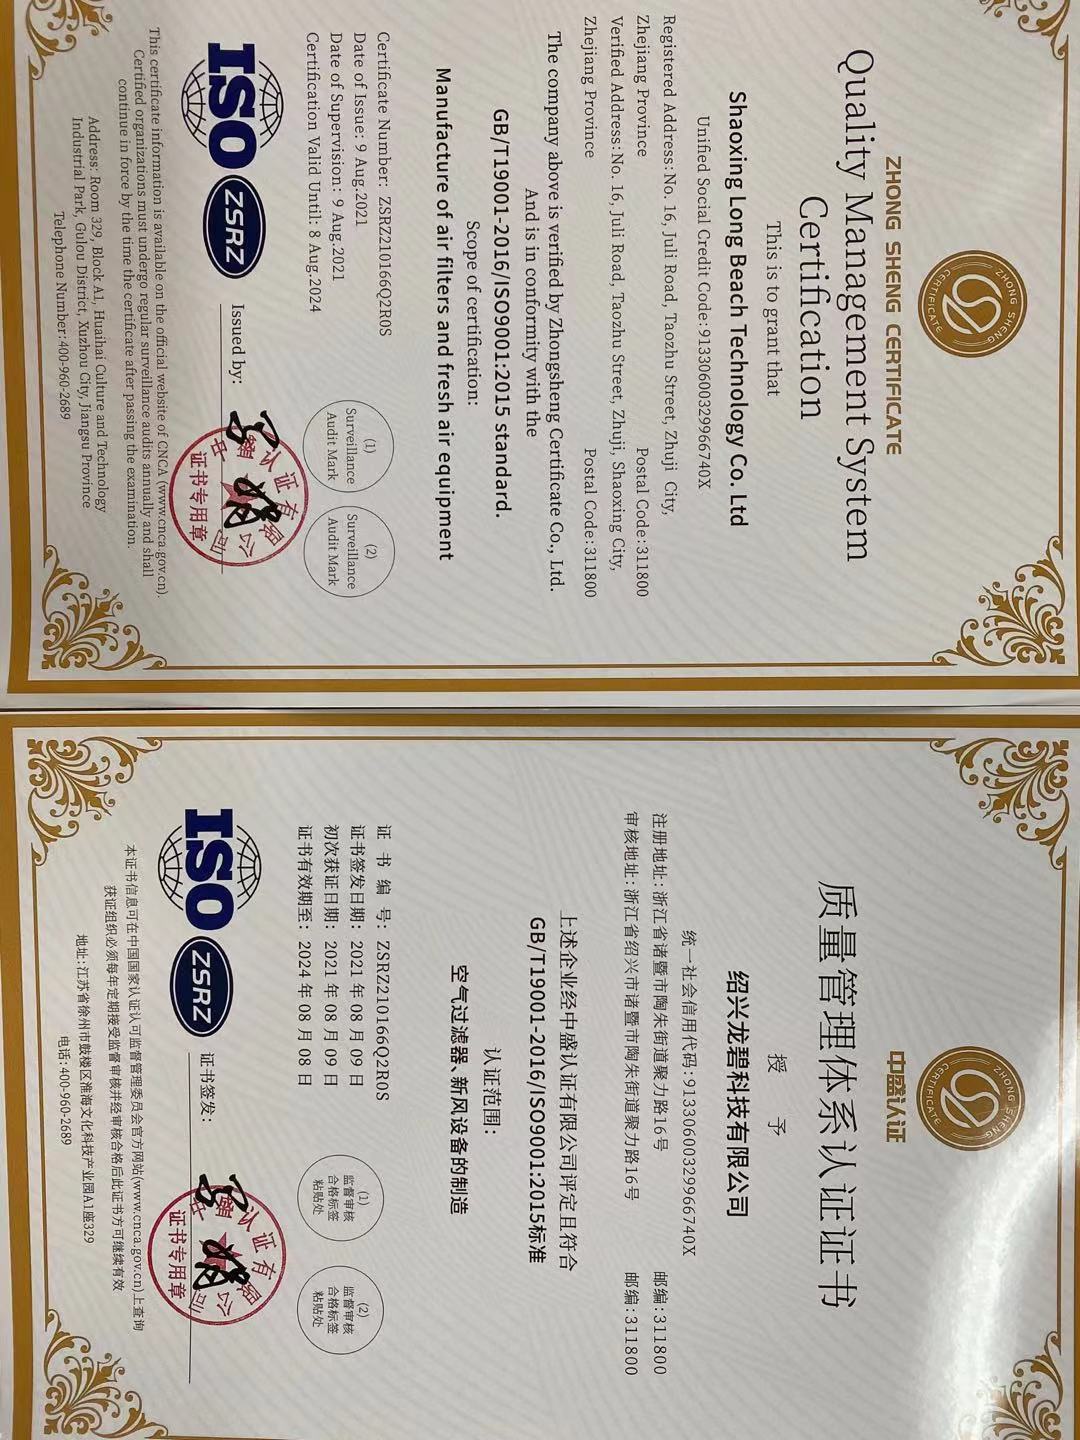 ZHONG SHENG
CERTIFICATE
ZHONG SHENG CERTIFICATE
Quality Management System
Certification
This is to grant that
Shaoxing Long Beach Technology Co. Ltd
Unified Social Credit Code:91330600329966740X
Registered Address:No. 16, Juli Road, Taozhu Street, Zhuji City, Postal Code:311800
Zhejiang Province
Verified Address:No. 16, Juli Road, Taozhu Street, Zhuji, Shaoxing City, Postal Code:311800
Zhejiang Province
The company above is verified by Zhongsheng Certificate Co., Ltd.
And is in conformity with the
GB/T19001-2016/ISO9001:2015 standard.
Scope of certification:
Manufacture of air filters and fresh air equipment
Certificate Number: ZSRZ210166Q2R0S
Date of Issue: 9 Aug.2021
Date of Supervision: 9 Aug.2021
Certification Valid Until: 8 Aug.2024
(1)
Surveillance
Audit Mark
(2)
Surveillance
Audit Mark
ISO
ZSRZ
Issued by:
证书专用章
This certificate information is available on the official website of CNCA (www.cnca.gov.cn).
Certified organizations must undergo regular surveillance audits annually and shall
continue in force by the time the certificate after passing the examination.
Address: Room 329, Block A1, Huaihai Culture and Technology
Industrial Park, Gulou District, Xuzhou City, Jiangsu Province
Telephone Number:400-960-2689
ZHONG SHENG
CERTIFICATE
中盛认证
质量管理体系认证证书
授 予
绍兴龙碧科技有限公司
统一社会信用代码:91330600329966740X
注册地址:浙江省诸暨市陶朱街道聚力路16号 邮编:311800
审核地址:浙江省绍兴市诸暨市陶朱街道聚力路16号 邮编:311800
上述企业经中盛认证有限公司评定且符合
GB/T19001-2016/ISO9001:2015标准
认证范围:
空气过滤器、新风设备的制造
证 书 编 号: ZSRZ210166Q2R0S
证书签发日期: 2021 年 08 月 09 日
初次获证日期: 2021 年 08 月 09 日
证书有效期至: 2024 年 08 月 08 日
(1)
监督审核
合格标签
粘贴处
(2)
监督审核
合格标签
粘贴处
ISO
ZSRZ
证书签发:
证书专用章
本证书信息可在中国国家认证认可监督管理委员会官方网站(www.cnca.gov.cn)上查询
获证组织必须每年定期接受监督审核并经审核合格后此证书方可继续有效
地址:江苏省徐州市鼓楼区淮海文化科技产业园A1座329
电话:400-960-2689